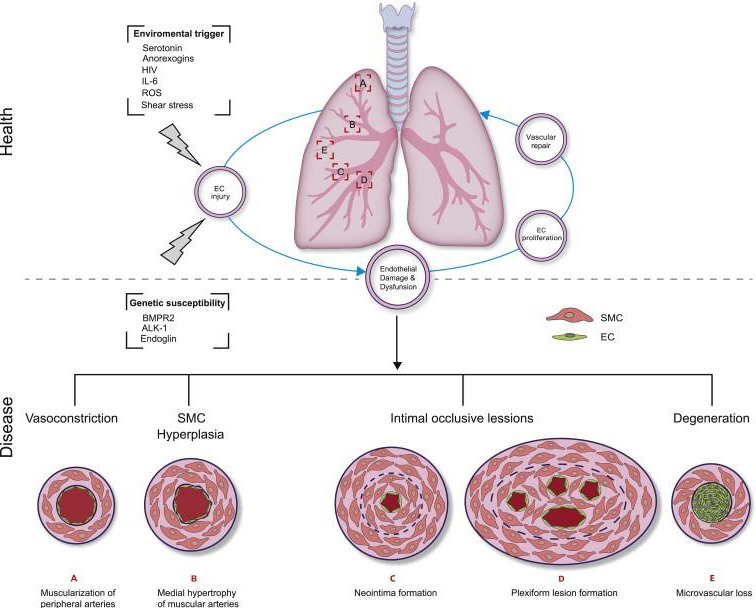 Enviromental trigger
Serotonin
Anorexogins
HIV
IL-6
ROS
Shear stress
Health
A
B
E
C
D
EC
injury
Vascular
repair
EC
proliferation
Endothelial
Damage &
Dysfunsion
Genetic susceptibility
BMPR2
ALK-1
Endoglin
SMC
EC
Disease
Vasoconstriction
SMC
Hyperplasia
Intimal occlusive lessions
Degeneration
A
Muscularization of
peripheral arteries
B
Medial hypertrophy
of muscular arteries
C
Neointima formation
D
Plexiform lesion formation
E
Microvascular loss